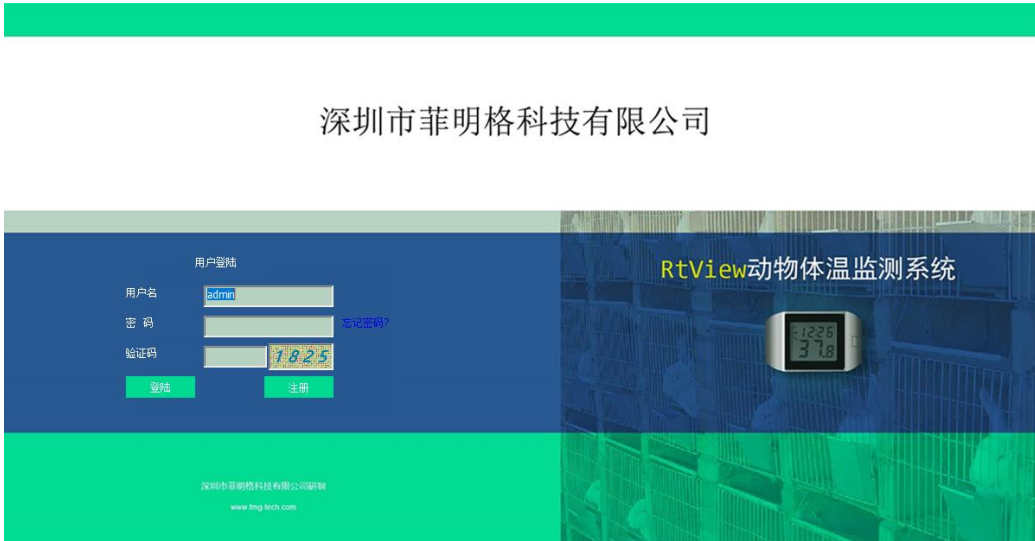 深圳市菲明格科技有限公司
用户登陆
RtView动物体温监测系统
用户名 admin
密 码 忘记密码?
验证码 1825
登陆 注册
12:26
37.8
深圳市菲明格科技有限公司研制
www.fmg-tech.com